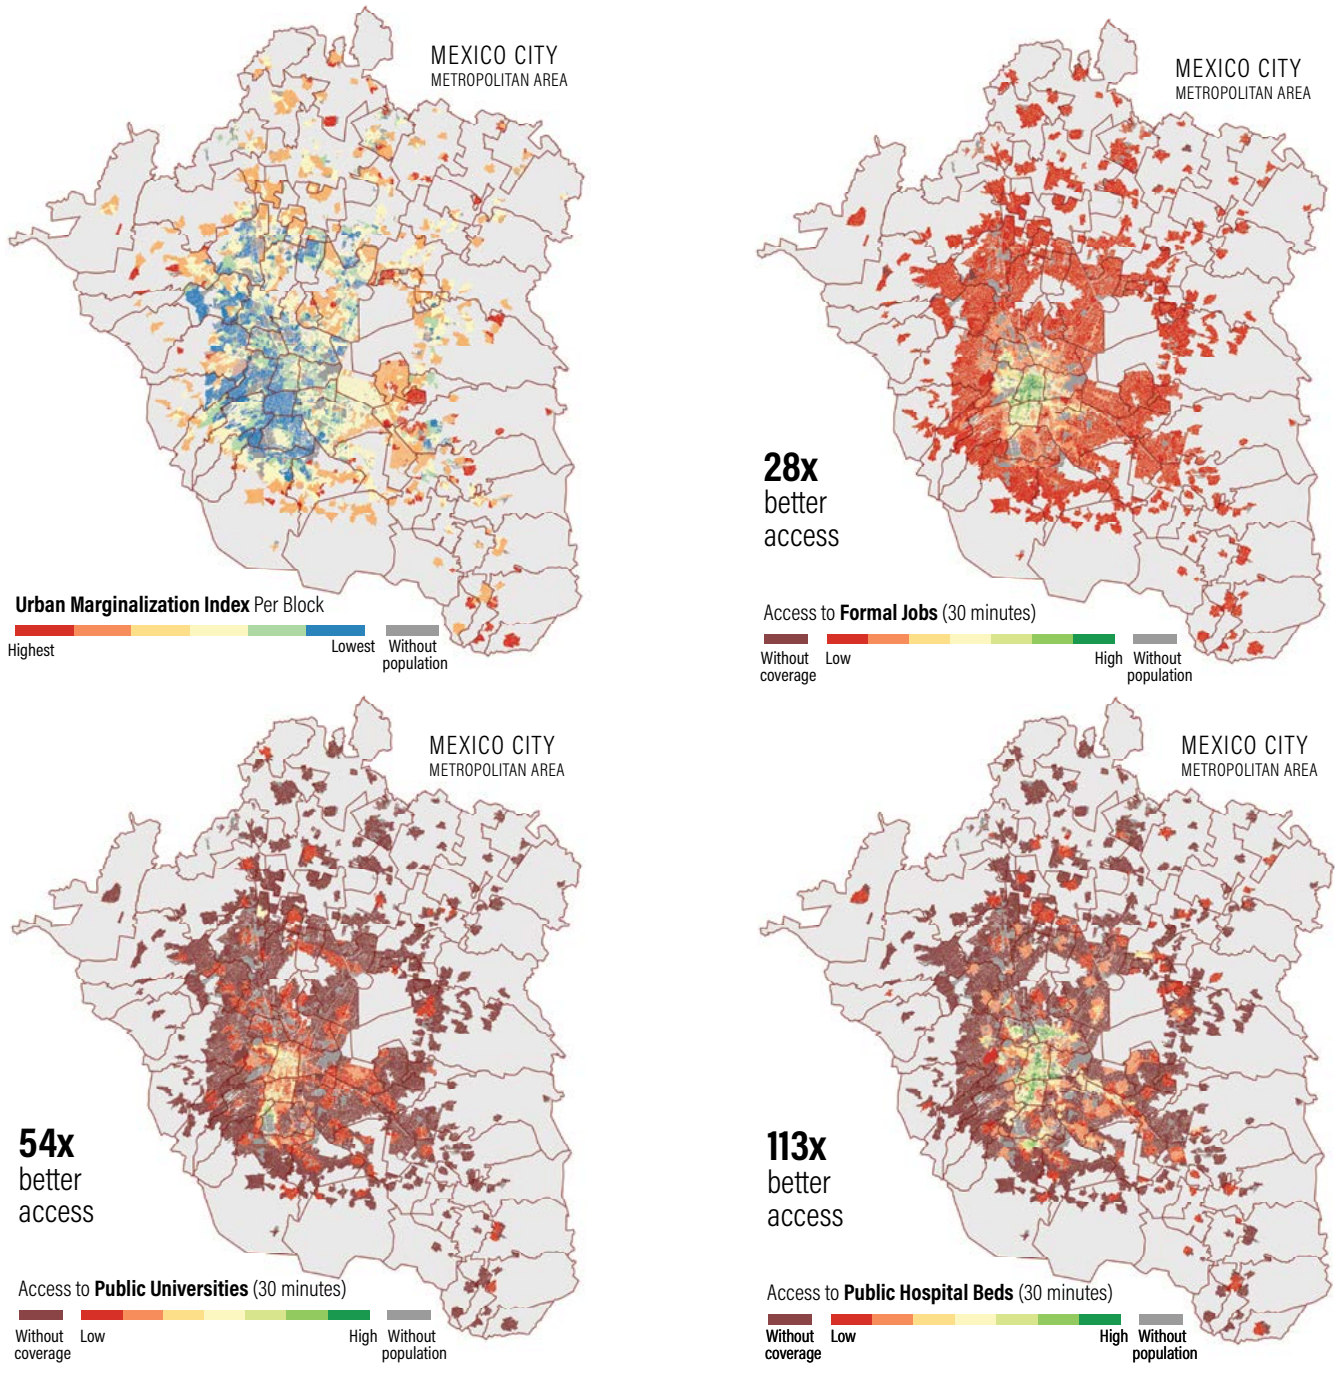 MEXICO CITY
METROPOLITAN AREA
Urban Marginalization Index Per Block
Highest
Lowest
Without
population
MEXICO CITY
METROPOLITAN AREA
28x
better
access
Access to Formal Jobs (30 minutes)
Without
coverage
Low
High
Without
population
MEXICO CITY
METROPOLITAN AREA
54x
better
access
Access to Public Universities (30 minutes)
Without
coverage
Low
High
Without
population
MEXICO CITY
METROPOLITAN AREA
113x
better
access
Access to Public Hospital Beds (30 minutes)
Without
coverage
Low
High
Without
population